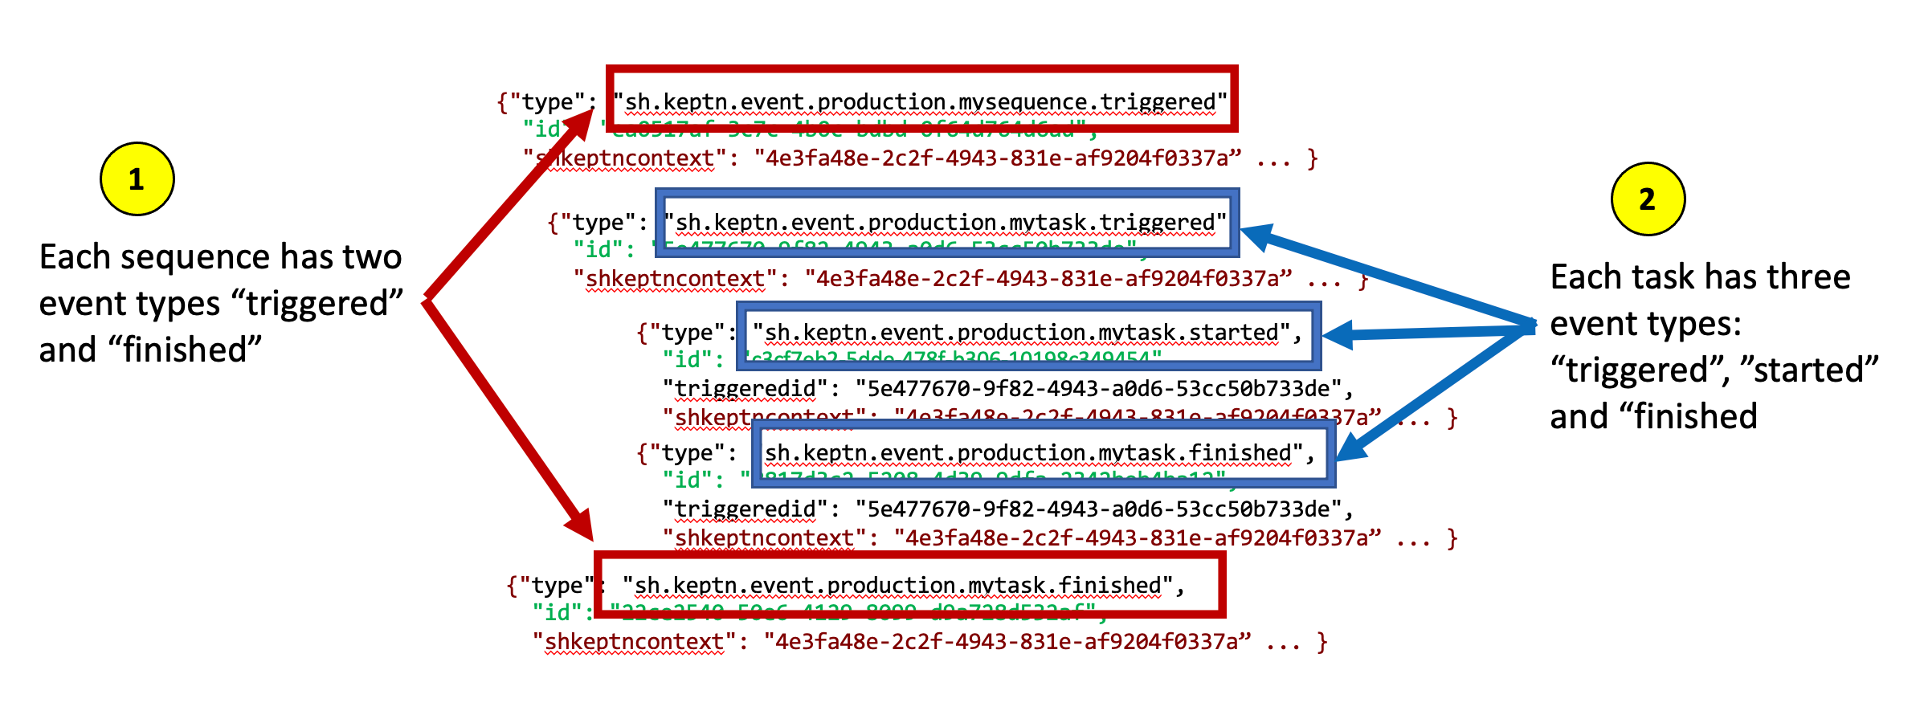 {"type": "sh.keptn.event.production.mysequence.triggered"
"id
"shkeptncontext": "4e3fa48e-2c2f-4943-831e-af9204f0337a” ... }
1
Each sequence has two
event types “triggered”
and “finished”
{"type": "sh.keptn.event.production.mytask.triggered"
"id": "5e477670-9f82-4943-a0d6-53cc50b733de",
"shkeptncontext": "4e3fa48e-2c2f-4943-831e-af9204f0337a” ... }
{"type": "sh.keptn.event.production.mytask.started",
"id":
"triggeredid": "5e477670-9f82-4943-a0d6-53cc50b733de",
"shkeptncontext": "4e3fa48e-2c2f-4943-831e-af9204f0337a” ... }
{"type": sh.keptn.event.production.mytask.finished",
"id":
"triggeredid": "5e477670-9f82-4943-a0d6-53cc50b733de",
"shkeptncontext": "4e3fa48e-2c2f-4943-831e-af9204f0337a” ... }
{"type": "sh.keptn.event.production.mytask.finished",
"id":
"shkeptncontext": "4e3fa48e-2c2f-4943-831e-af9204f0337a” ... }
2
Each task has three
event types:
“triggered”, ”started”
and “finished